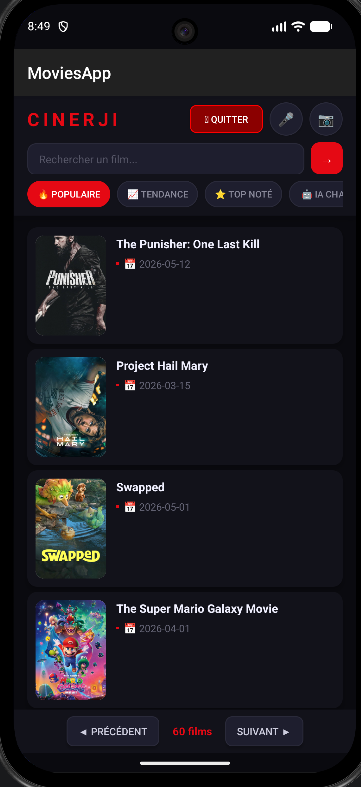 8:49
MoviesApp
CINERJI
QUITTER
Rechercher un film...
→
🔥 POPULAIRE 📈 TENDANCE ⭐ TOP NOTÉ 🤖 IA CHA
PUNISHER
The Punisher: One Last Kill
📅 2026-05-12
HAIL MARY
Project Hail Mary
📅 2026-03-15
SWAPPED
Swapped
📅 2026-05-01
The Super Mario Galaxy Movie
📅 2026-04-01
◄ PRÉCÉDENT 60 films SUIVANT ►